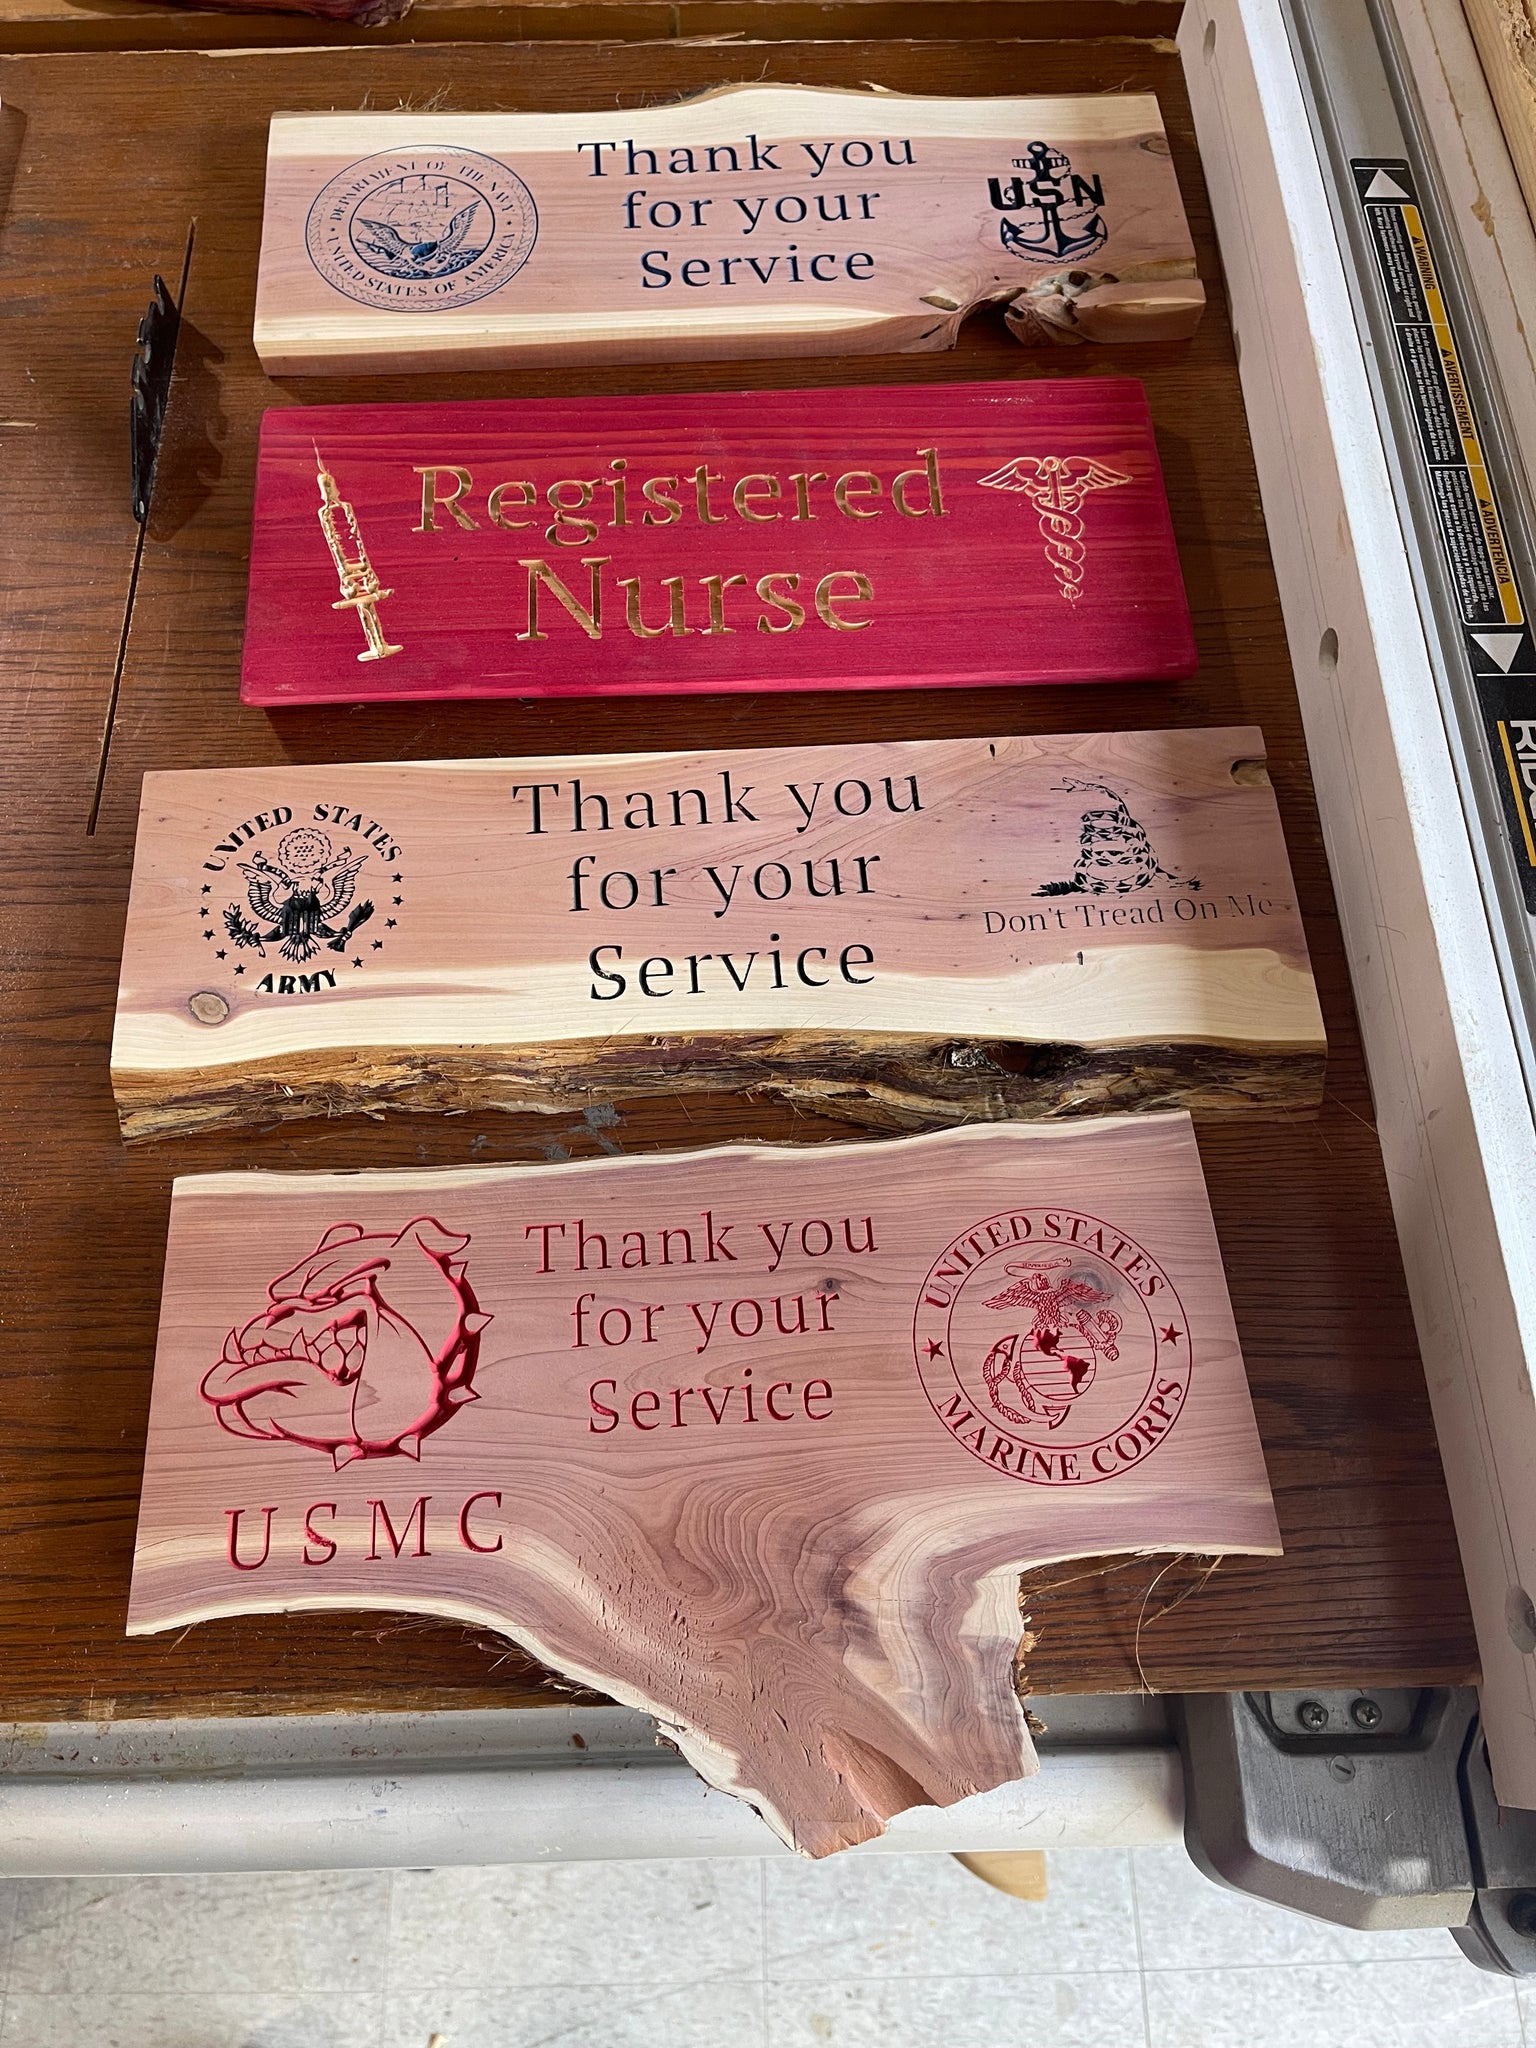 DEPARTMENT OF THE NAVY
UNITED STATES OF AMERICA
Thank you
for your
Service
USN
Registered
Nurse
UNITED STATES
ARMY
Thank you
for your
Service
Don't Tread On Me
USMC
Thank you
for your
Service
UNITED STATES
MARINE CORPS
WARNING
AVERTISSEMENT
ADVERTENCIA